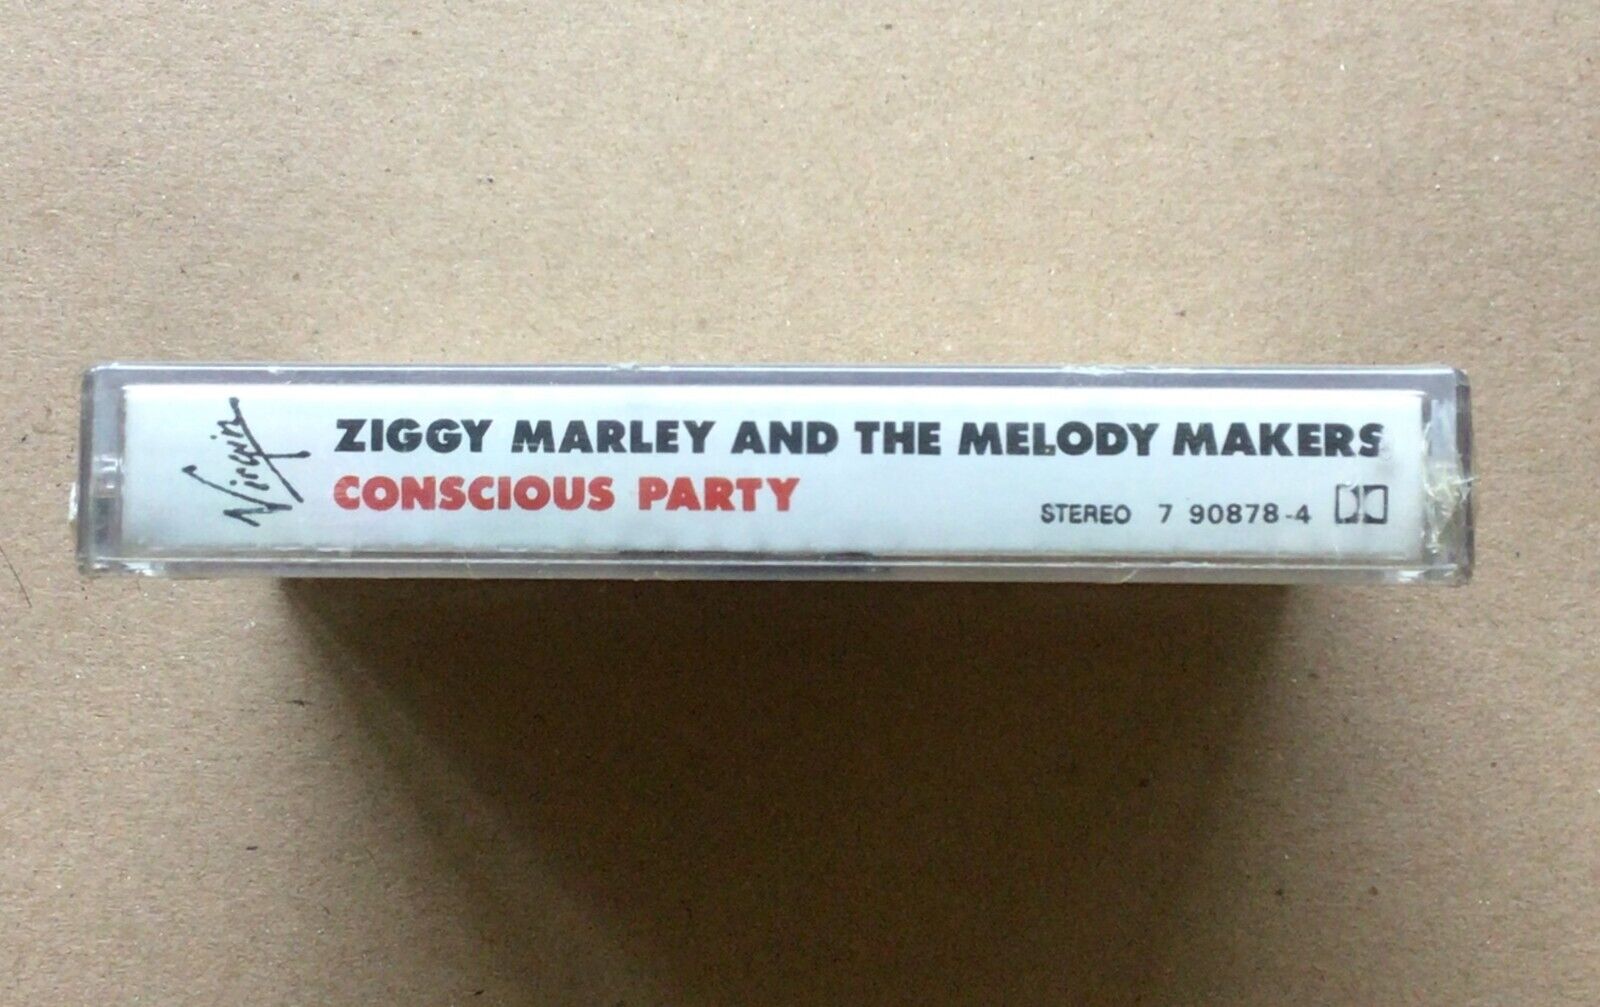 Virgin
ZIGGY MARLEY AND THE MELODY MAKERS
CONSCIOUS PARTY
STEREO 7 90878-4